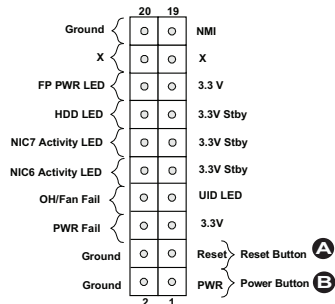 20 19
Ground NMI
X X
FP PWR LED 3.3 V
HDD LED 3.3V Stby
NIC7 Activity LED 3.3V Stby
NIC6 Activity LED 3.3V Stby
OH/Fan Fail UID LED
PWR Fail 3.3V
Ground Reset Reset Button A
Ground PWR Power Button B
2 1